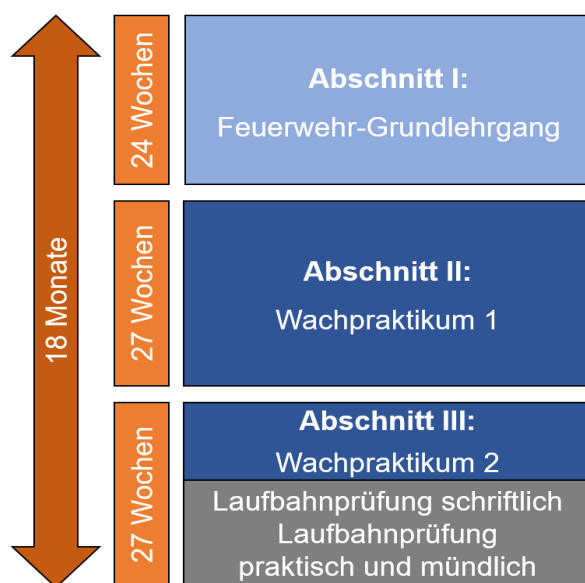 18 Monate
24 Wochen
Abschnitt I:
Feuerwehr-Grundlehrgang
27 Wochen
Abschnitt II:
Wachpraktikum 1
27 Wochen
Abschnitt III:
Wachpraktikum 2
Laufbahnprüfung schriftlich
Laufbahnprüfung
praktisch und mündlich